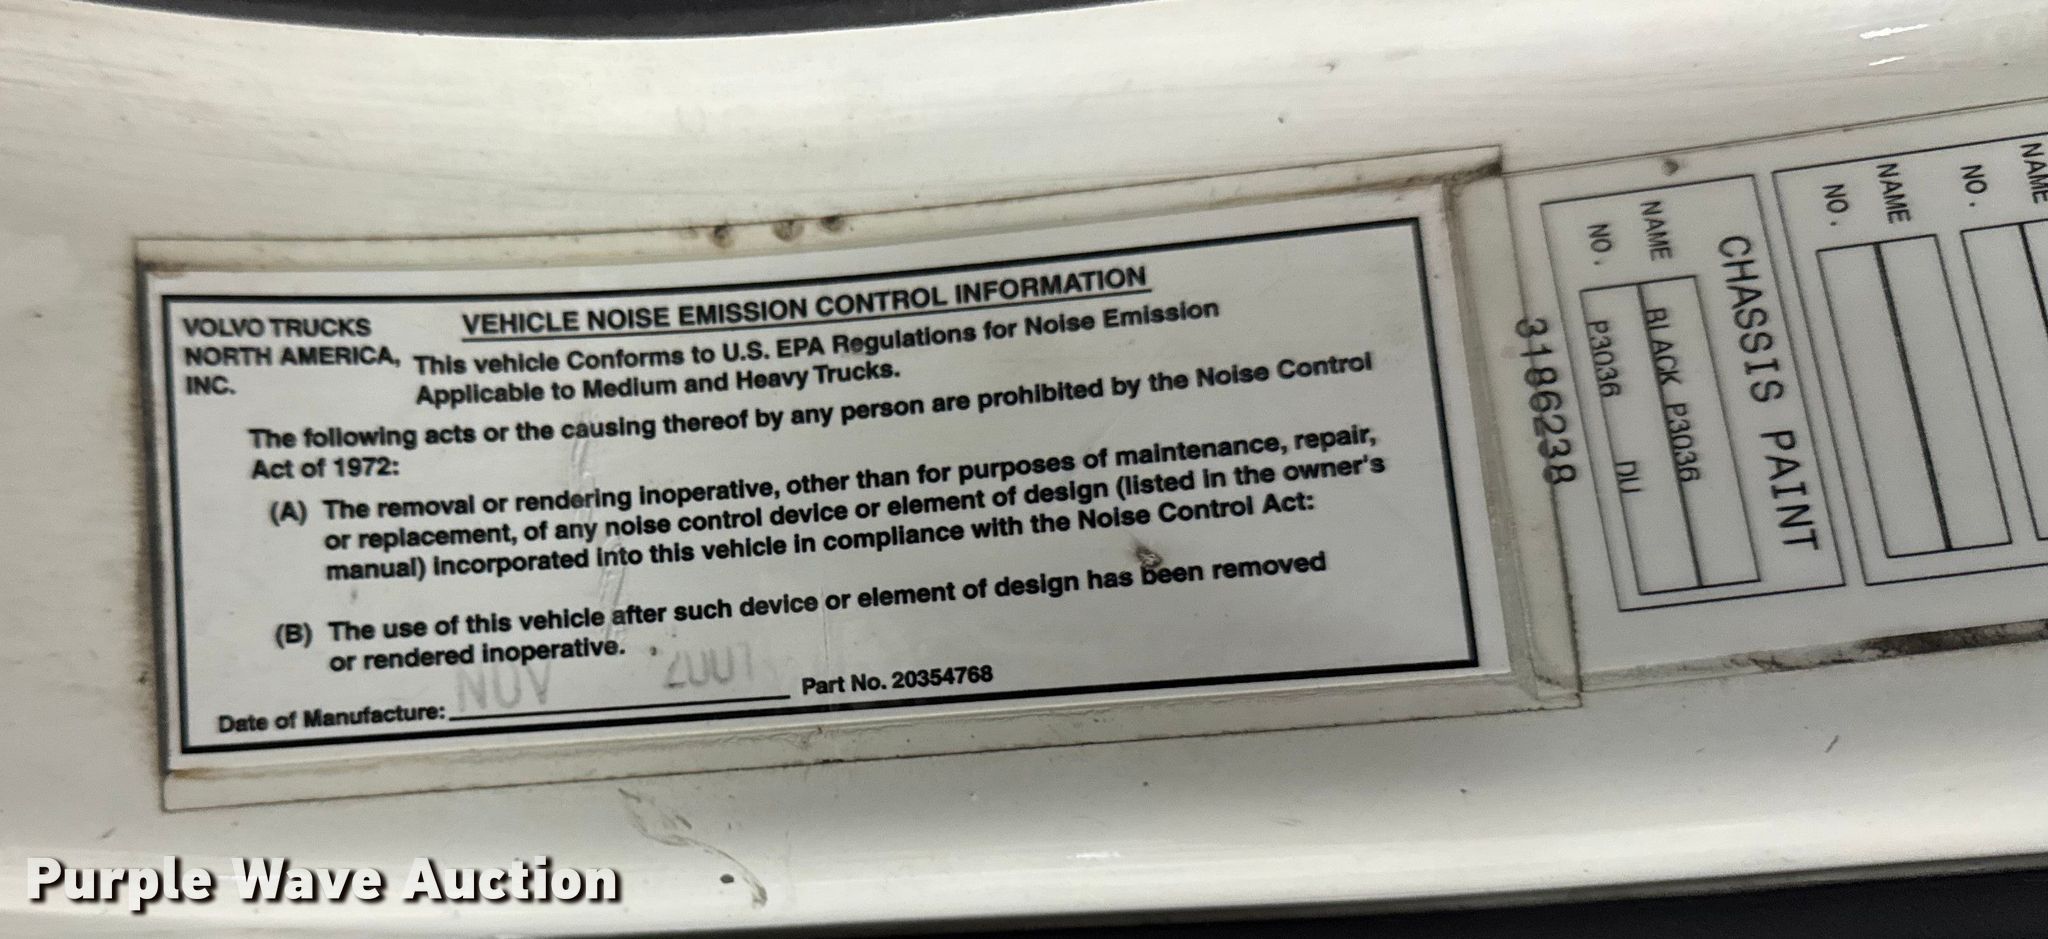 VOLVO TRUCKS
NORTH AMERICA,
INC.
VEHICLE NOISE EMISSION CONTROL INFORMATION
This vehicle Conforms to U.S. EPA Regulations for Noise Emission
Applicable to Medium and Heavy Trucks.
The following acts or the causing thereof by any person are prohibited by the Noise Control
Act of 1972:
(A) The removal or rendering inoperative, other than for purposes of maintenance, repair,
or replacement, of any noise control device or element of design (listed in the owner's
manual) incorporated into this vehicle in compliance with the Noise Control Act:
(B) The use of this vehicle after such device or element of design has been removed
or rendered inoperative.
Date of Manufacture: NOV Part No. 20354768
NAME
NO.
NAME
NO.
CHASSIS PAINT
NAME BLACK P3036
NO. P3036 DU
3186238
Purple Wave Auction